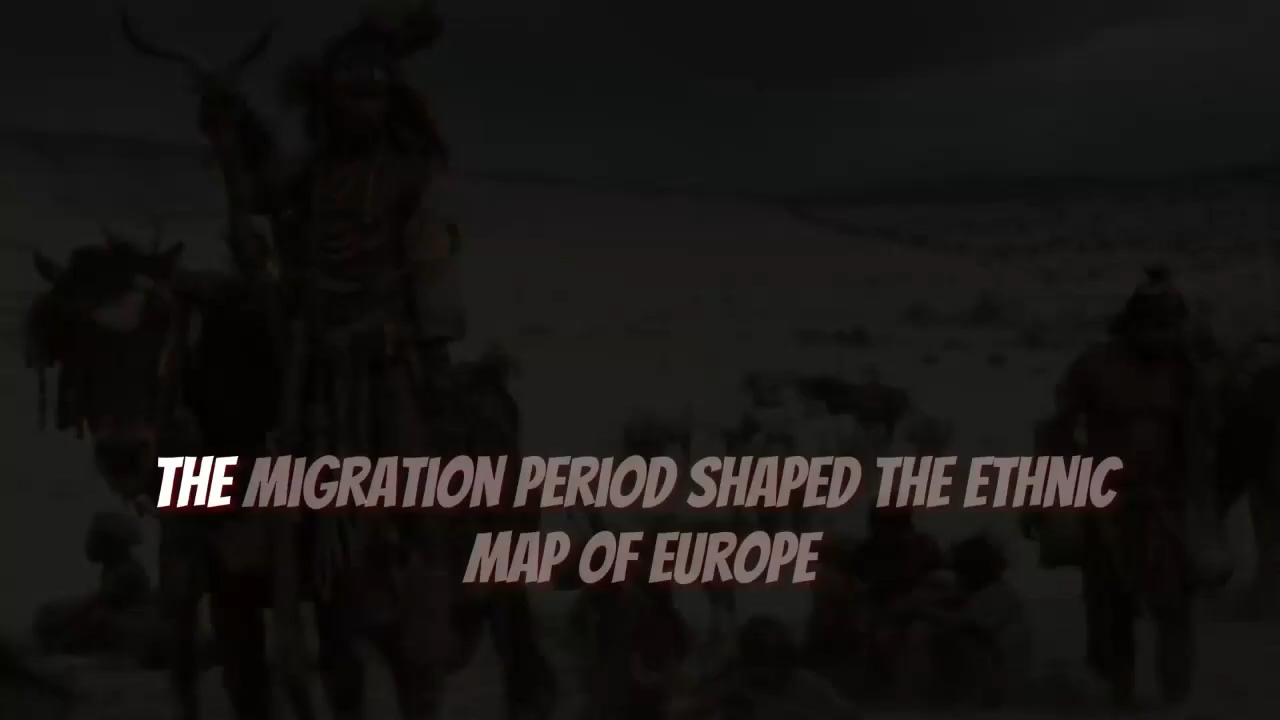 THE MIGRATION PERIOD SHAPED THE ETHNIC
MAP OF EUROPE